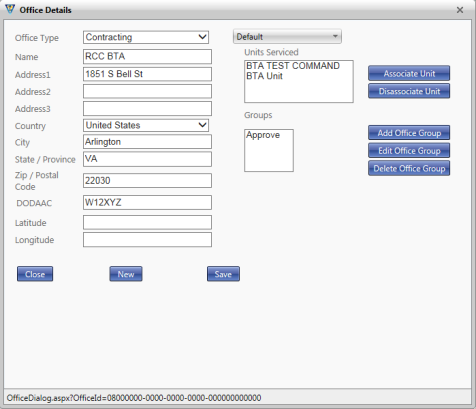 Office Details
Office Type Contracting
Name RCC BTA
Address1 1851 S Bell St
Address2
Address3
Country United States
City Arlington
State / Province VA
Zip / Postal
Code 22030
DODAAC W12XYZ
Latitude
Longitude
Close New Save
Default
Units Serviced
BTA TEST COMMAND
BTA Unit
Associate Unit
Disassociate Unit
Groups
Approve
Add Office Group
Edit Office Group
Delete Office Group
OfficeDialog.aspx?OfficeId=08000000-0000-0000-0000-000000000000